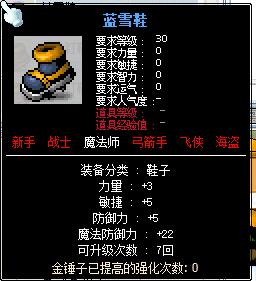 蓝雪鞋
要求等级： 30
要求力量： -
要求敏捷： -
要求智力： -
要求运气： -
要求人气度： -
道具等级： -
道具经验值： -
新手 战士 魔法师 弓箭手 飞侠 海盗
装备分类 : 鞋子
力量 : +3
敏捷 : +5
防御力 : +5
魔法防御力 : +22
可升级次数 : 7回
金锤子已提高的强化次数: 0